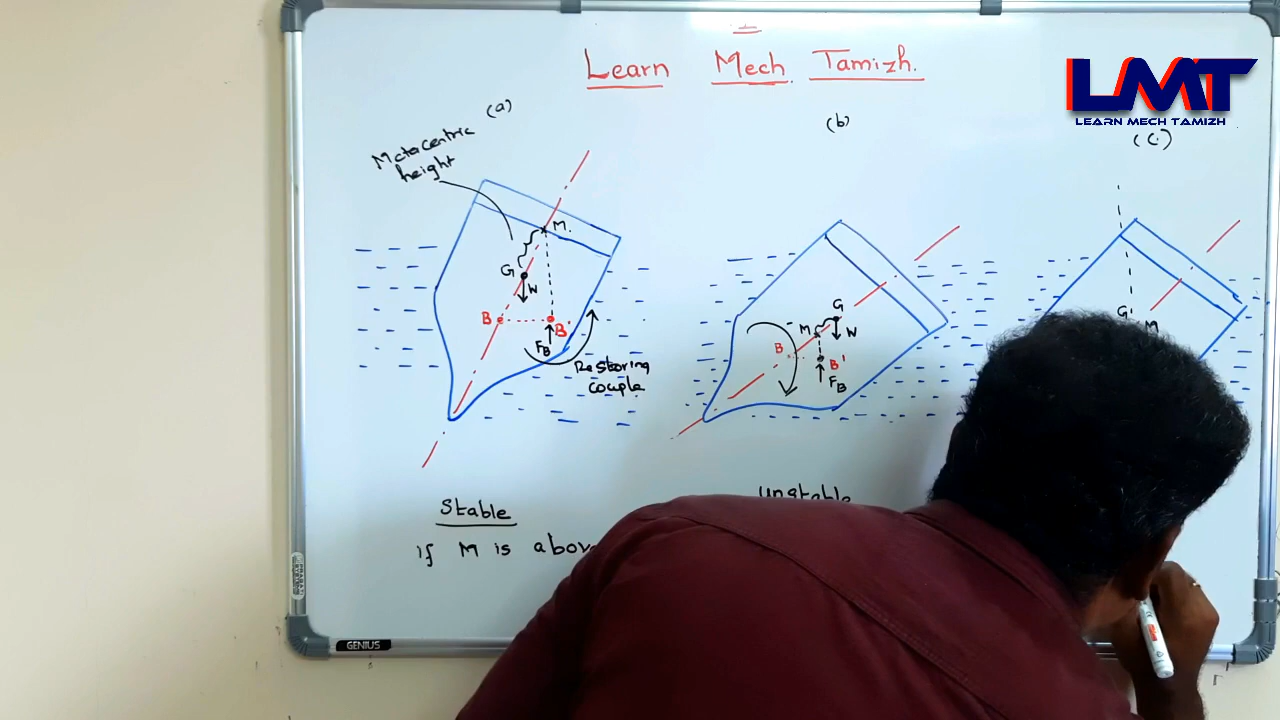 Learn Mech Tamizh.
LMT
LEARN MECH TAMIZH
(a)
(b)
(c)
Metacentric
height
M.
G
W
B
B'
FB
Restoring
couple
G
M
W
B
B'
FB
G'
M
Stable
unstable
if M is above
GENIUS